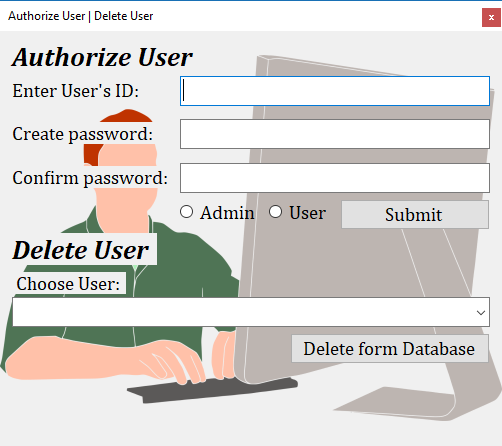 Authorize User | Delete User
x
Authorize User
Enter User's ID:
Create password:
Confirm password:
Admin User Submit
Delete User
Choose User:
Delete form Database